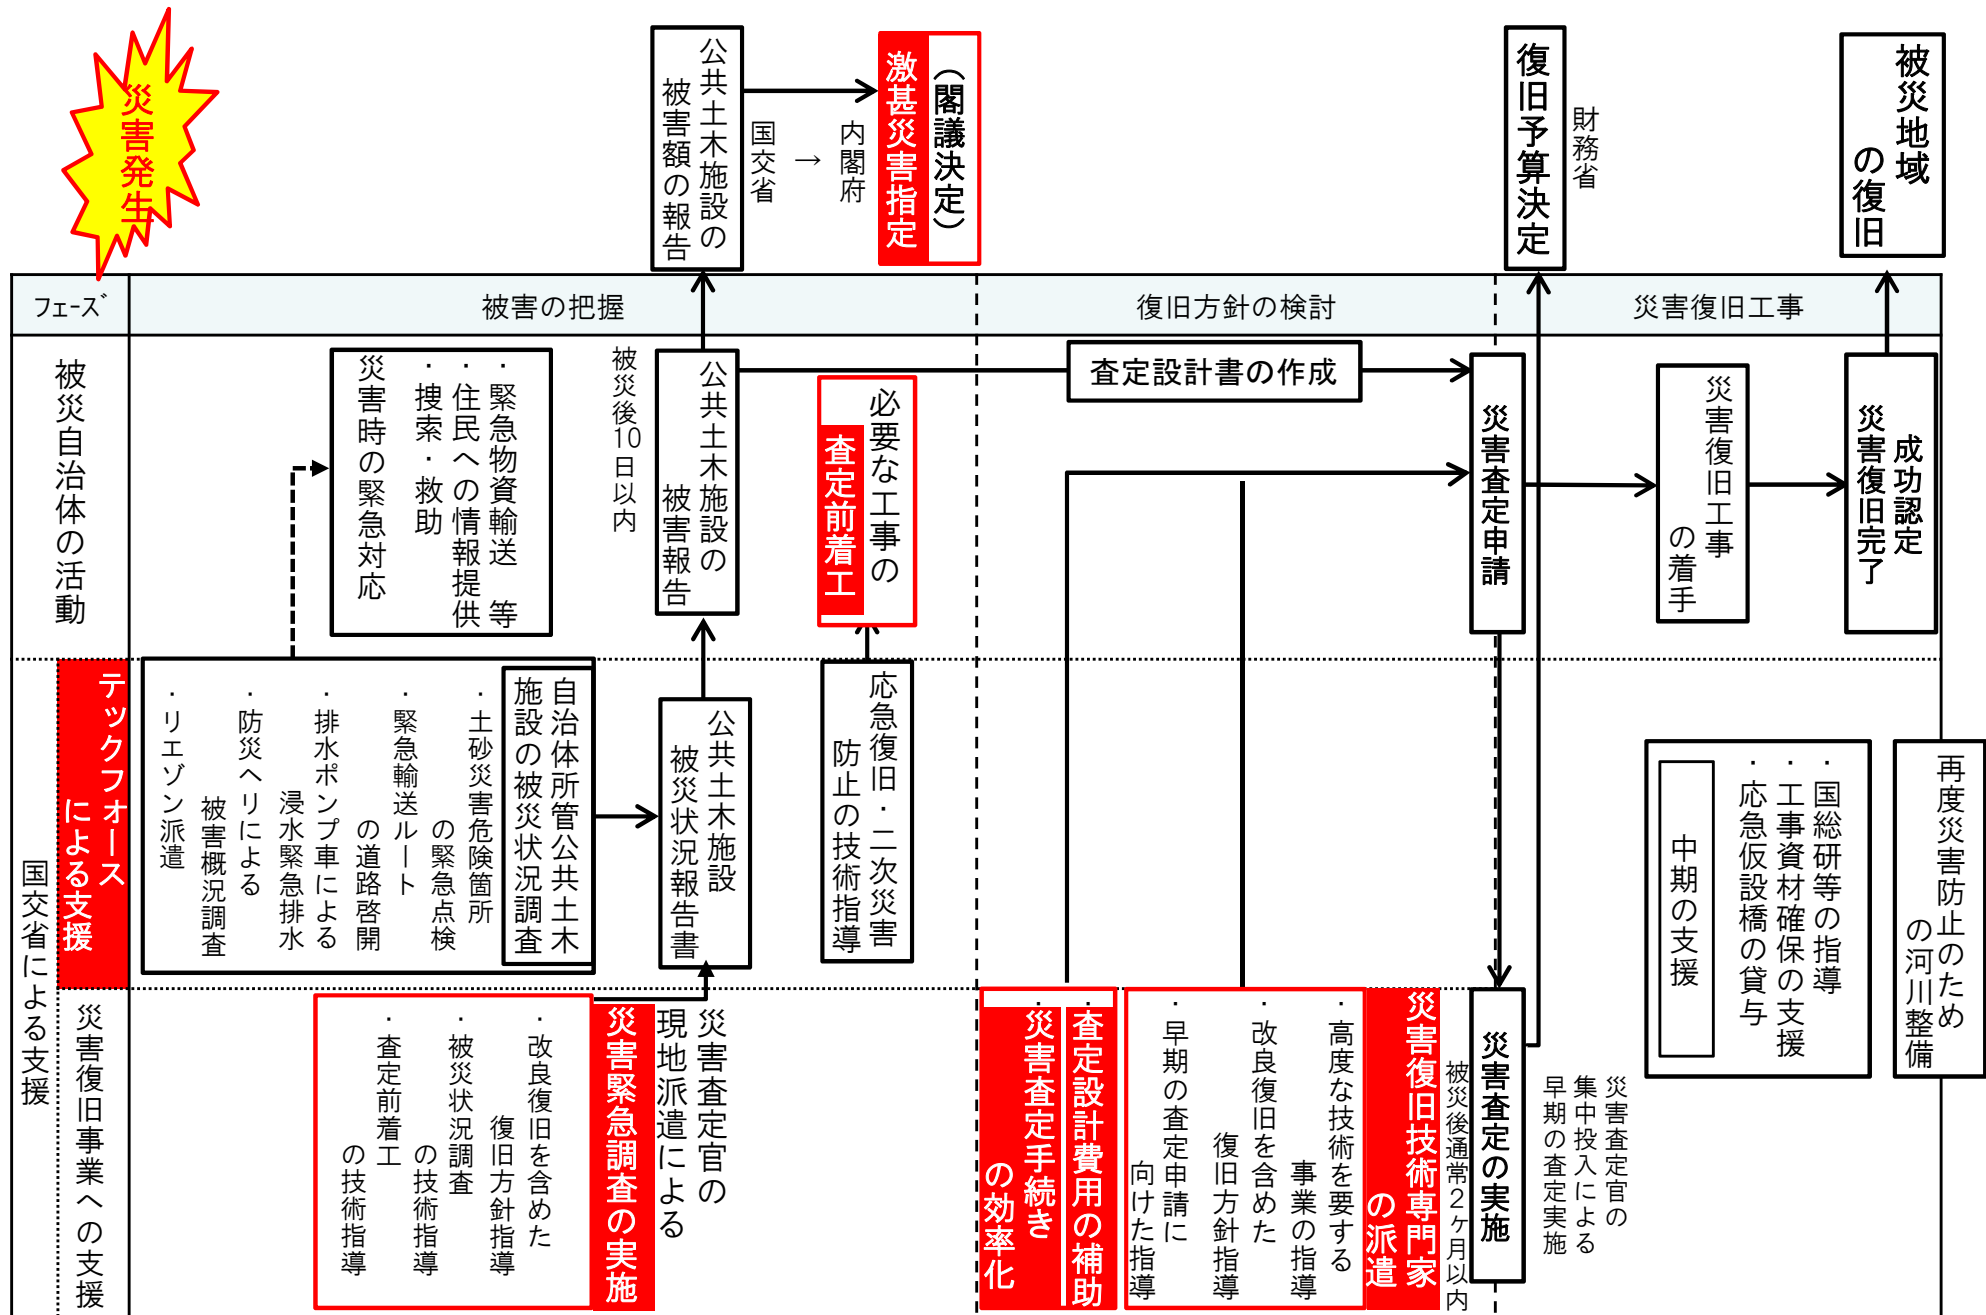 災害発生
公共土木施設の
被害額の報告
国交省
→
内閣府
激甚災害指定
（閣議決定）
復旧予算決定
財務省
被災地域
の復旧
フェーズ
被害の把握
復旧方針の検討
災害復旧工事
被災自治体の活動
・緊急物資輸送　等
・住民への情報提供
・捜索・救助
災害時の緊急対応
被災後10日以内
公共土木施設の
被害報告
必要な工事の
査定前着工
査定設計書の作成
災害査定申請
災害復旧工事
の着手
成功認定
災害復旧完了
国交省による支援
テックフォース
による支援
自治体所管公共土木
施設の被災状況調査
・土砂災害危険箇所
の緊急点検
・緊急輸送ルート
の道路啓開
・排水ポンプ車による
浸水緊急排水
・防災ヘリによる
被害概況調査
・リエゾン派遣
公共土木施設
被災状況報告書
応急復旧・二次災害
防止の技術指導
・国総研等の指導
・工事資材確保の支援
・応急仮設橋の貸与
中期の支援
再度災害防止のため
の河川整備
災害復旧事業への支援
災害査定官の
現地派遣による
災害緊急調査の実施
・改良復旧を含めた
復旧方針指導
・被災状況調査
の技術指導
・査定前着工
の技術指導
・査定設計費用の補助
・災害査定手続き
の効率化
災害復旧技術専門家
の派遣
・高度な技術を要する
事業の指導
・改良復旧を含めた
復旧方針指導
・早期の査定申請に
向けた指導
被災後通常2ヶ月以内
災害査定の実施
災害査定官の
集中投入による
早期の査定実施